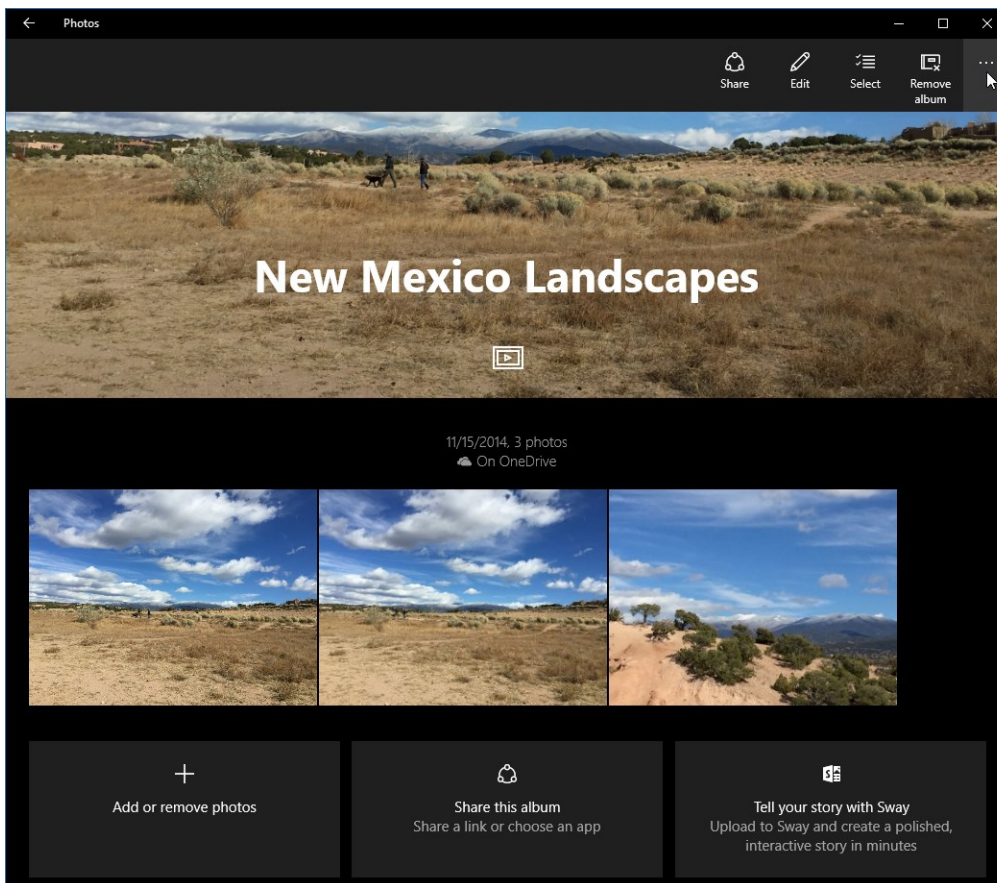 Photos
Share
Edit
Select
Remove
album
New Mexico Landscapes
11/15/2014, 3 photos
On OneDrive
Add or remove photos
Share this album
Share a link or choose an app
Tell your story with Sway
Upload to Sway and create a polished,
interactive story in minutes